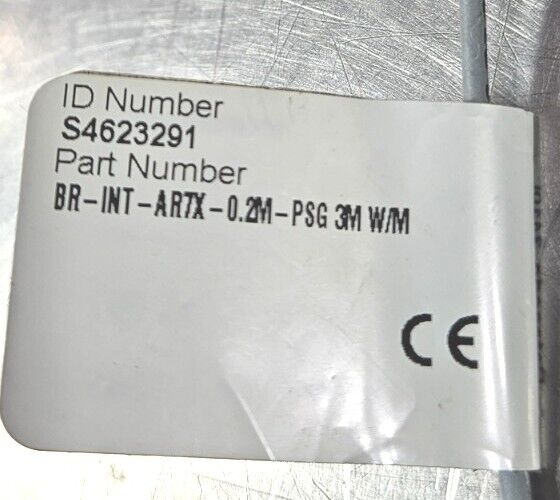 ID Number
S4623291
Part Number
BR-INT-AR7X-0.2M-PSG 3M W/M
CE